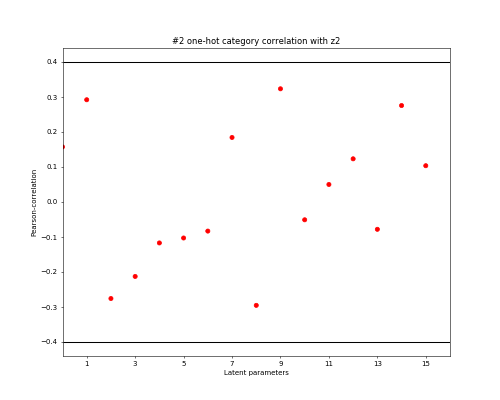 #2 one-hot category correlation with z2
0.4
0.3
0.2
0.1
0.0
−0.1
−0.2
−0.3
−0.4
Pearson-correlation
1 3 5 7 9 11 13 15
Latent parameters